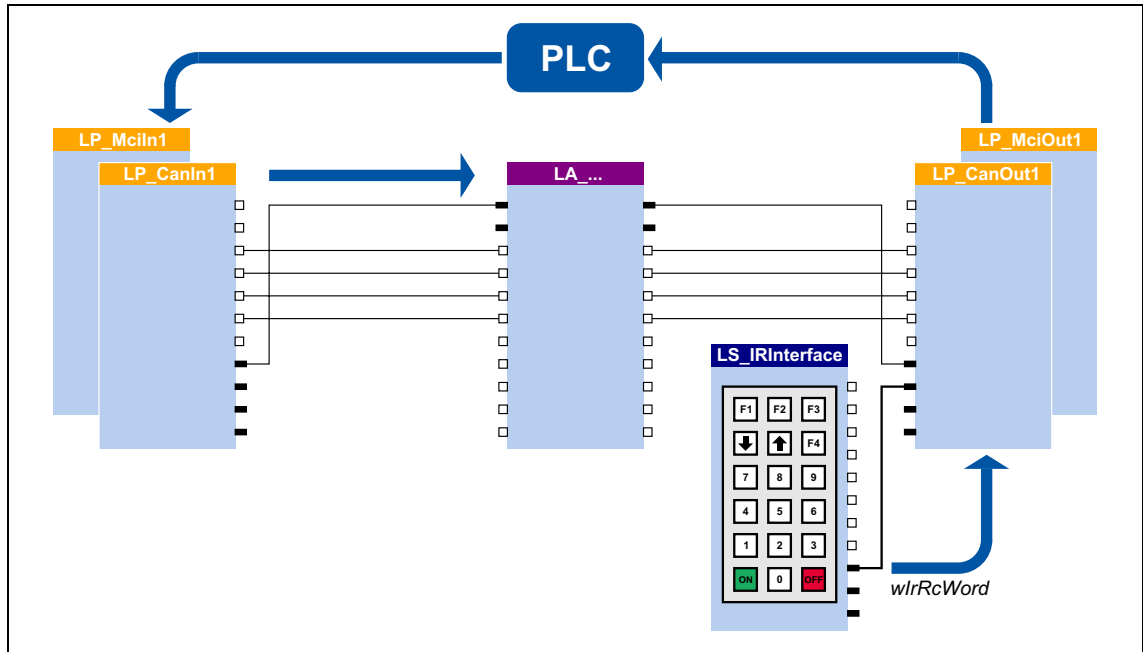 PLC
LP_MciIn1
LP_MciOut1
LP_CanIn1
LA_...
LP_CanOut1
LS_IRInterface
F1 F2 F3
F4
7 8 9
4 5 6
1 2 3
ON 0 OFF
wIrRcWord